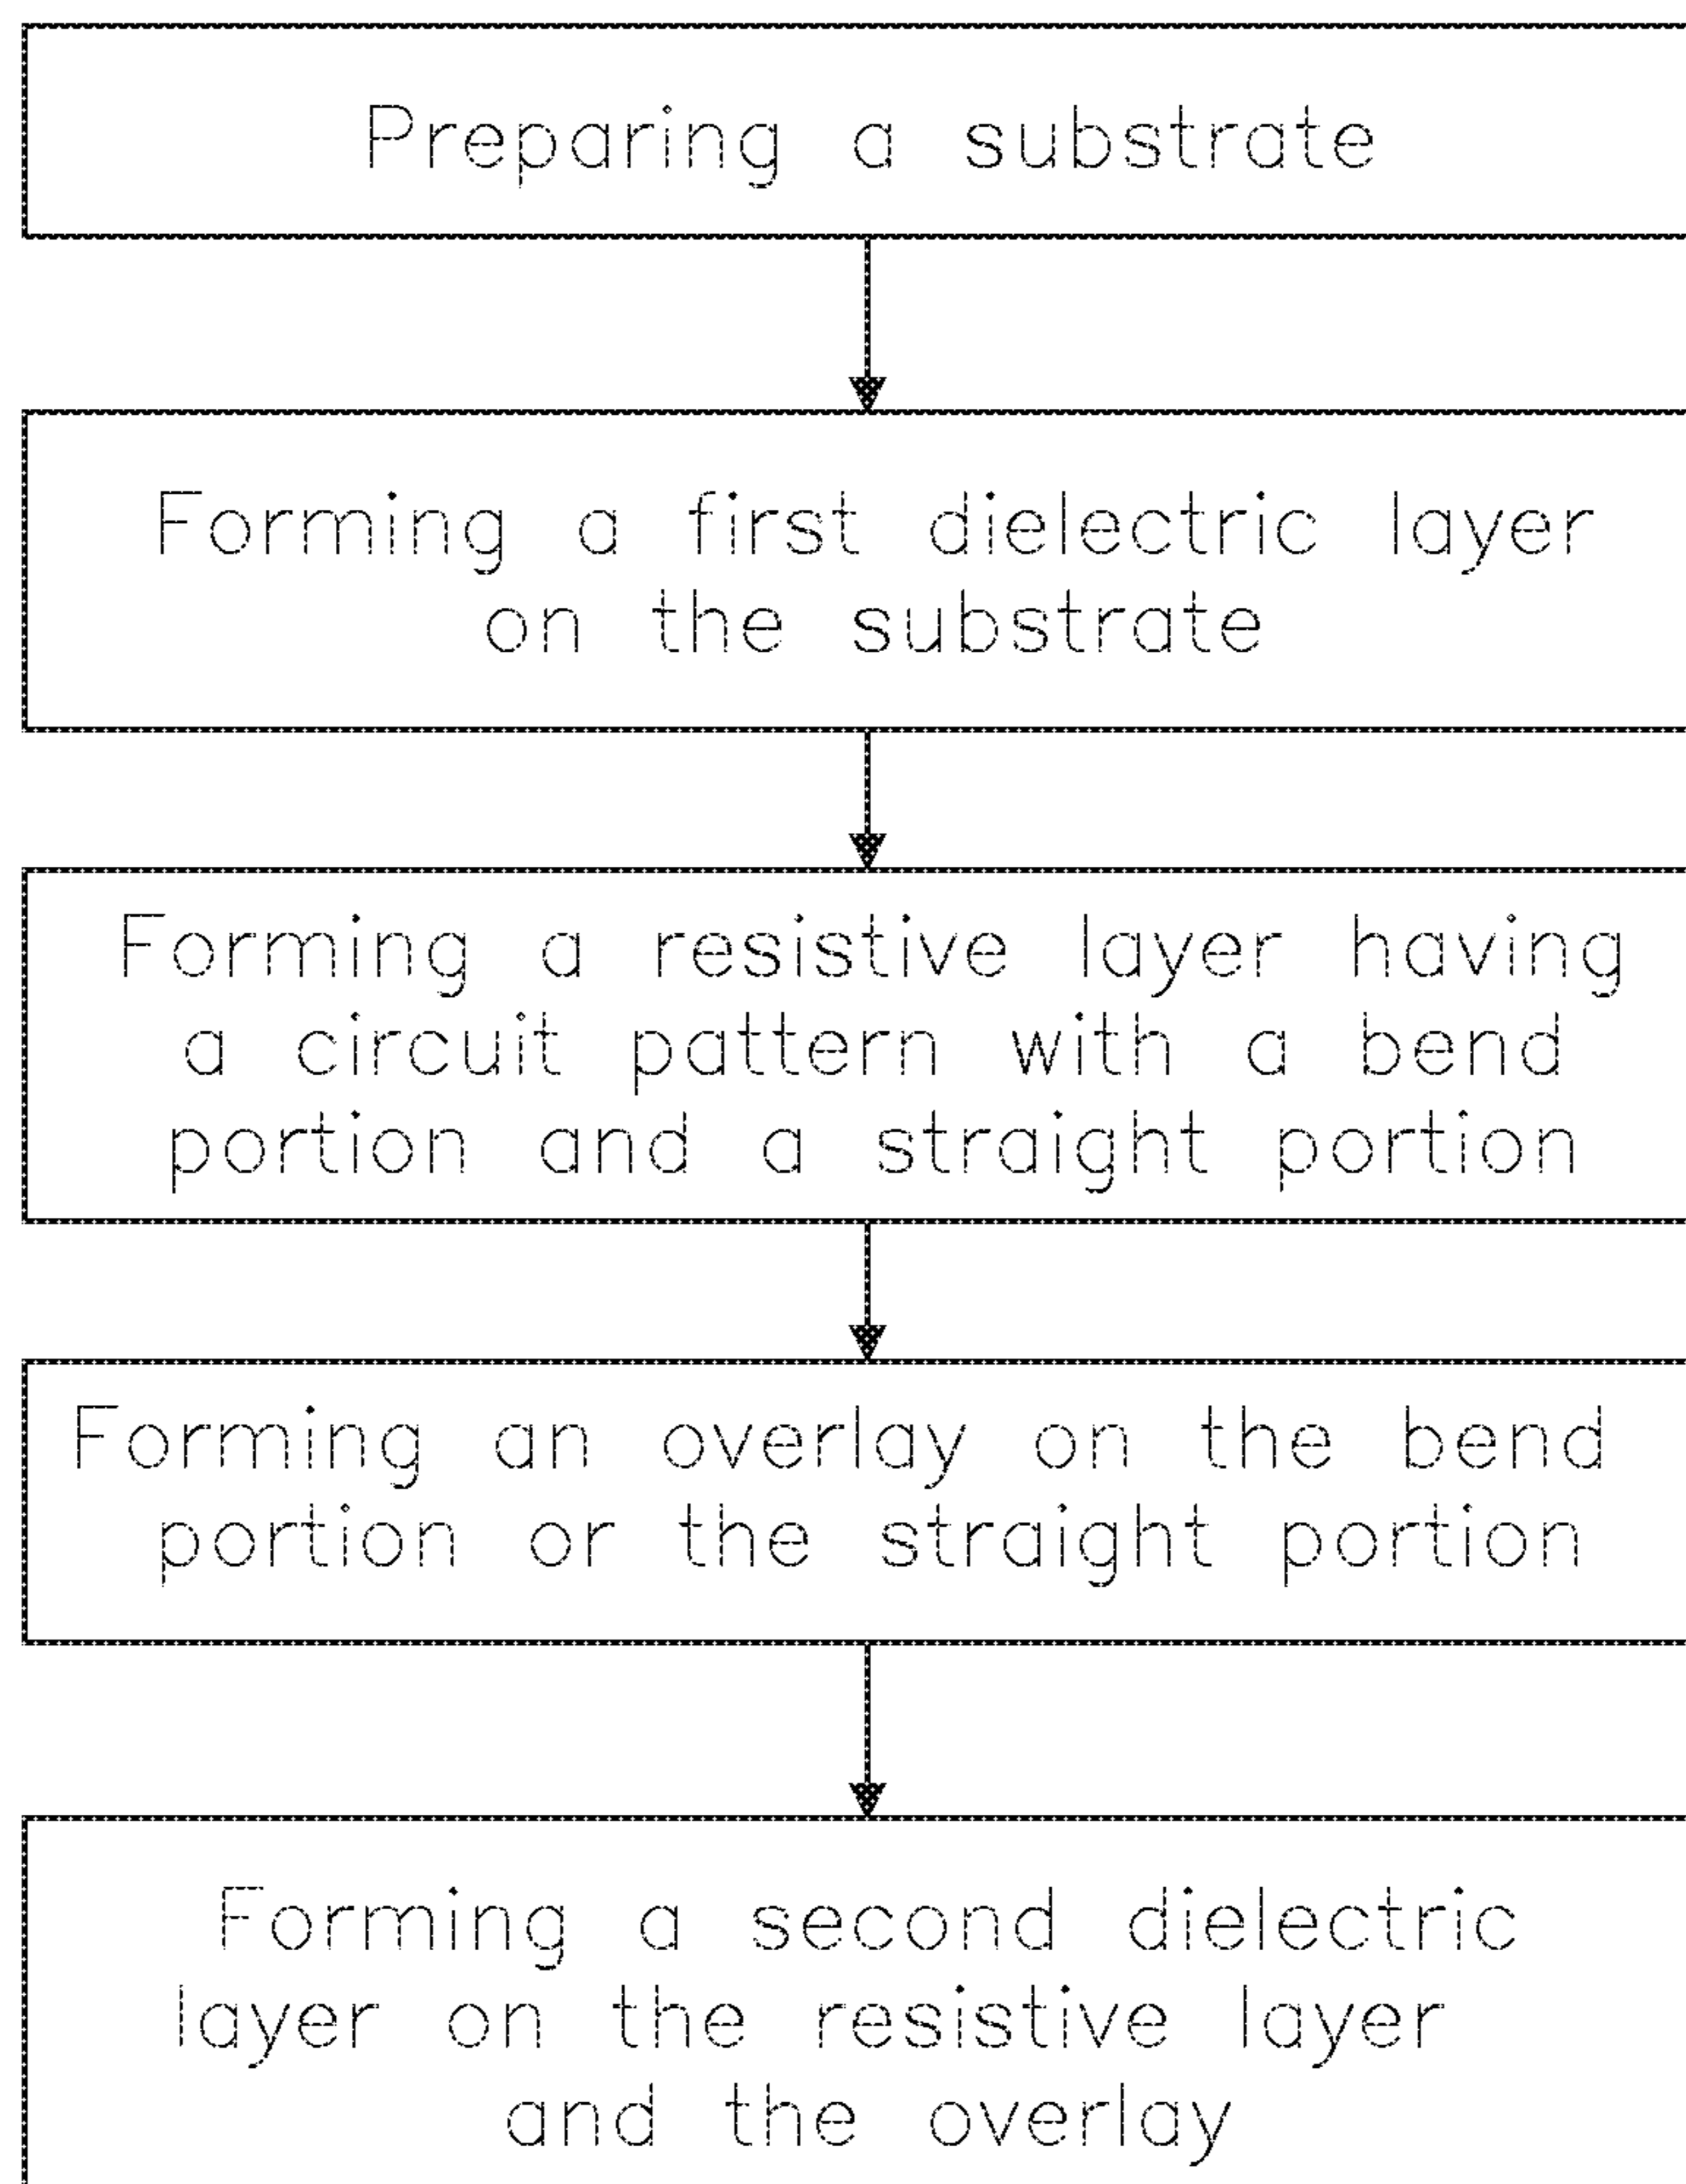 Preparing a substrate
Forming a first dielectric layer
on the substrate
Forming a resistive layer having
a circuit pattern with a bend
portion and a straight portion
Forming an overlay on the bend
portion or the straight portion
Forming a second dielectric
layer on the resistive layer
and the overlay